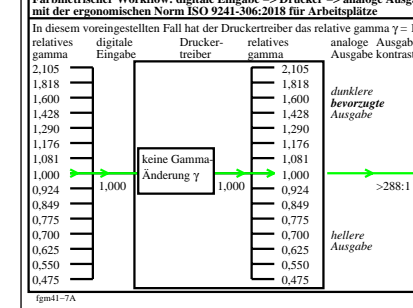 Farbmetrischer Workflow: digitale Eingabe –> Drucker –> analoge
mit der ergonomischen Norm ISO 9241-306:2018 für Arbeitsplätze
In diesem voreingestellten Fall hat der Druckertreiber das relative gamma γ =
relatives digitale Drucker- relatives analoge
gamma Eingabe treiber gamma Ausgabe
2,105 2,105
1,818 1,818 dunklere
1,600 1,600 bevorzugte
1,428 1,428 Ausgabe
1,290 1,290
1,176 1,176
1,081 keine Gamma- 1,081
1,000 Änderung γ 1,000
0,924 1,000 1,000 0,924 >288:1
0,849 0,849
0,775 0,775
0,700 0,700 hellere
0,625 0,625 Ausgabe
0,550 0,550
0,475 0,475
fgm41–7A